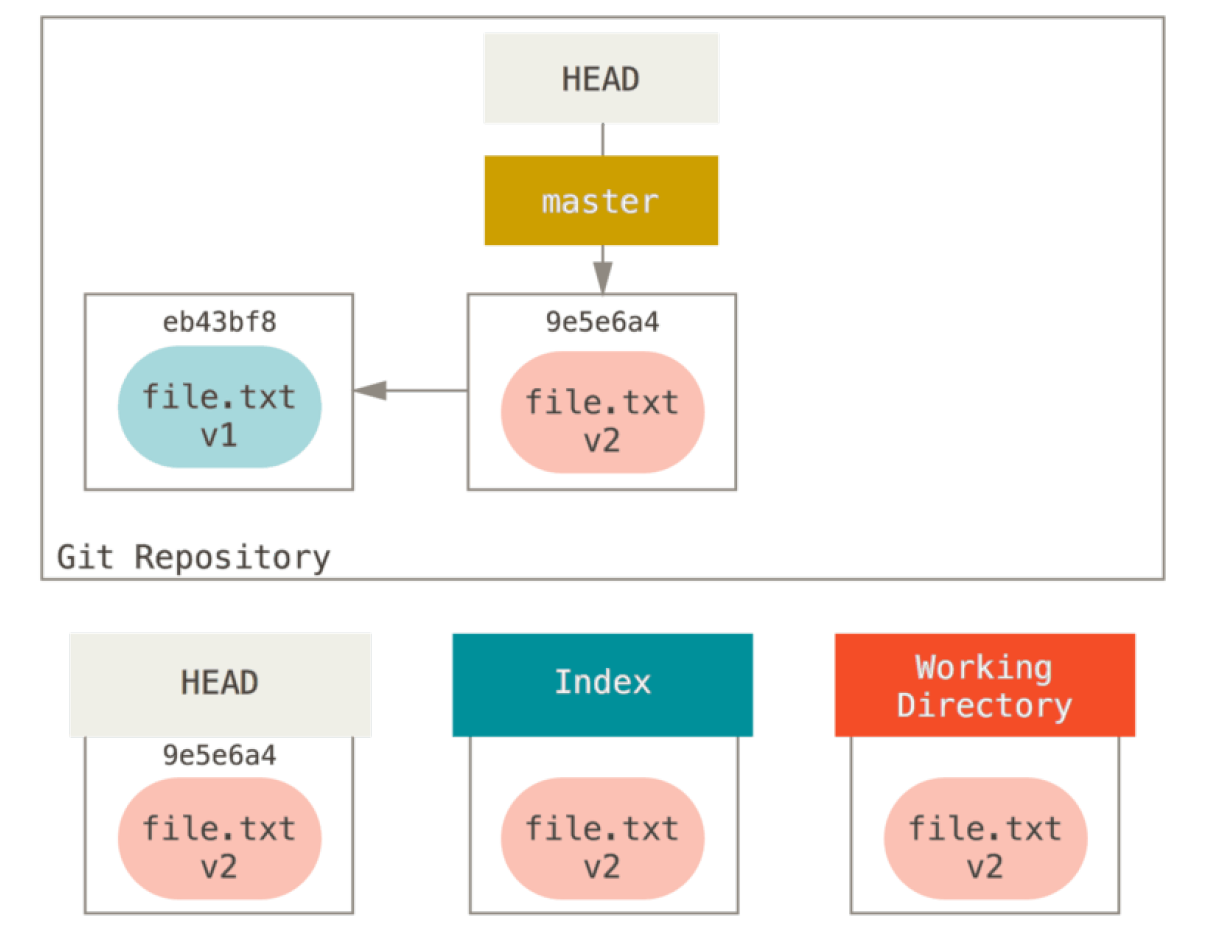 HEAD
master
eb43bf8
9e5e6a4
file.txt
v1
file.txt
v2
Git Repository
HEAD
Index
Working
Directory
9e5e6a4
file.txt
v2
file.txt
v2
file.txt
v2